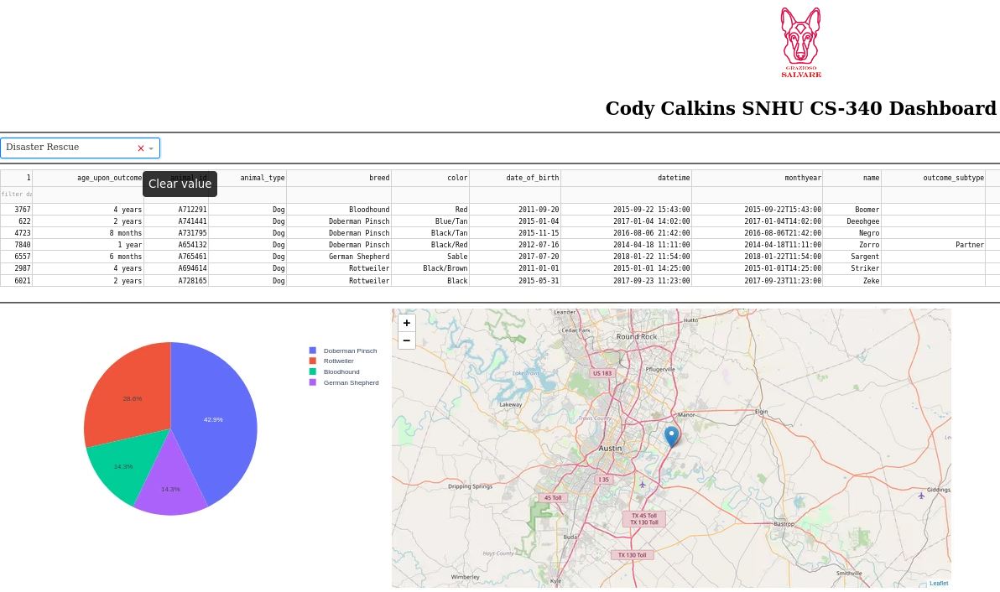 GRAZIOSO
SALVARE
Cody Calkins SNHU CS-340 Dashboard
Disaster Rescue × 
Clear value
1 age_upon_outcome animal_id animal_type breed color date_of_birth datetime monthyear name outcome_subtype
filter da
3767 4 years A712291 Dog Bloodhound Red 2011-09-20 2015-09-22 15:43:00 2015-09-22T15:43:00 Boomer
622 2 years A741441 Dog Doberman Pinsch Blue/Tan 2015-01-04 2017-01-04 14:02:00 2017-01-04T14:02:00 Deeohgee
4723 8 months A731795 Dog Doberman Pinsch Black/Tan 2015-11-15 2016-08-06 21:42:00 2016-08-06T21:42:00 Negro
7840 1 year A654132 Dog Doberman Pinsch Black/Red 2012-07-16 2014-04-18 11:11:00 2014-04-18T11:11:00 Zorro Partner
6557 6 months A765461 Dog German Shepherd Sable 2017-07-20 2018-01-22 11:54:00 2018-01-22T11:54:00 Sargent
2987 4 years A694614 Dog Rottweiler Black/Brown 2011-01-01 2015-01-01 14:25:00 2015-01-01T14:25:00 Striker
6021 2 years A728165 Dog Rottweiler Black 2015-05-31 2017-09-23 11:23:00 2017-09-23T11:23:00 Zeke
Doberman Pinsch
Rottweiler
Bloodhound
German Shepherd
28.6%
42.9%
14.3%
14.3%
+
−
Leander
Hutto
Cedar Park
Round Rock
Pflugerville
US 183
Lake Travis
Lakeway
Travis County
Manor
Elgin
Austin
I 35
Dripping Springs
45 Toll
Giddings
TX 45 Toll
TX 130 Toll
Bastrop
Buda
Hays County
TX 130 Toll
Wimberley
Kyle
Smithville
Leaflet